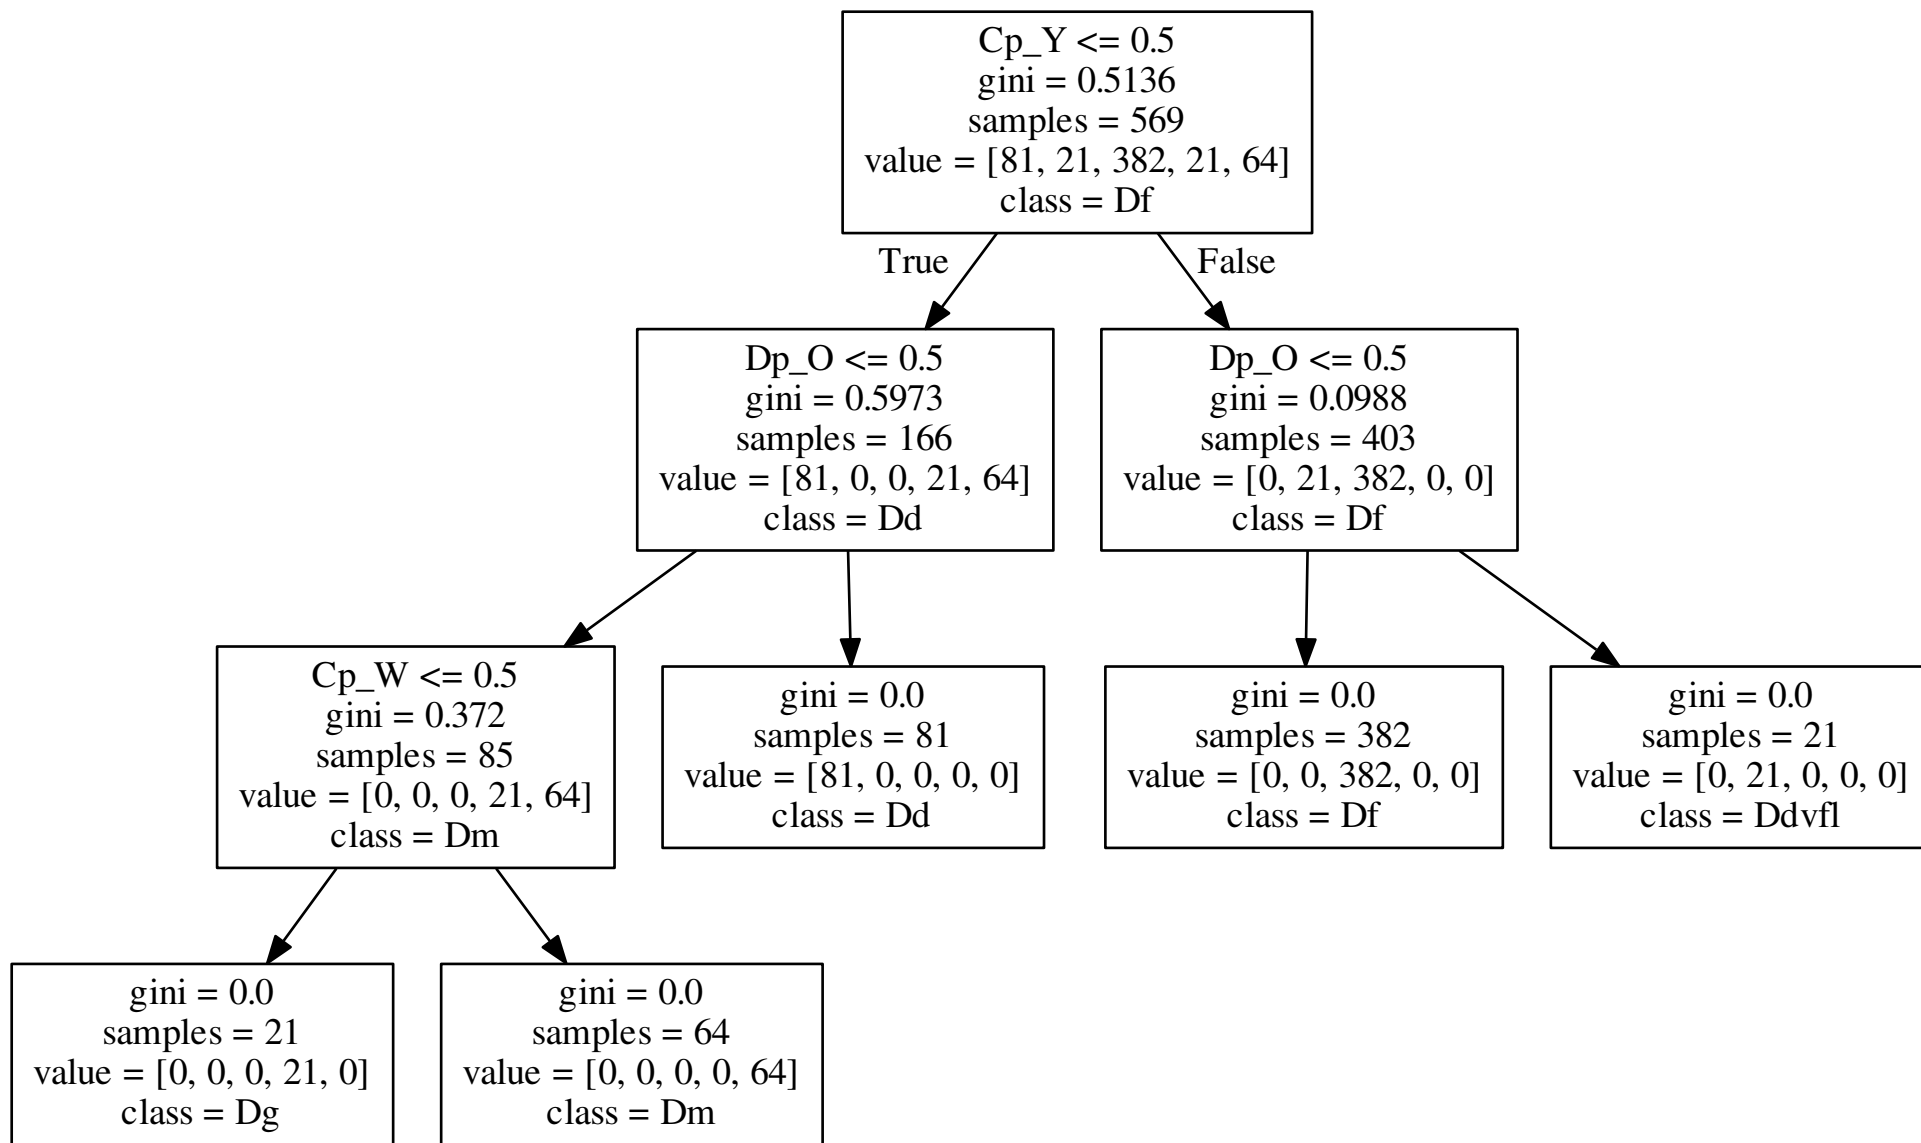 Cp_Y <= 0.5
gini = 0.5136
samples = 569
value = [81, 21, 382, 21, 64]
class = Df
True
False
Dp_O <= 0.5
gini = 0.5973
samples = 166
value = [81, 0, 0, 21, 64]
class = Dd
Dp_O <= 0.5
gini = 0.0988
samples = 403
value = [0, 21, 382, 0, 0]
class = Df
Cp_W <= 0.5
gini = 0.372
samples = 85
value = [0, 0, 0, 21, 64]
class = Dm
gini = 0.0
samples = 81
value = [81, 0, 0, 0, 0]
class = Dd
gini = 0.0
samples = 382
value = [0, 0, 382, 0, 0]
class = Df
gini = 0.0
samples = 21
value = [0, 21, 0, 0, 0]
class = Ddvfl
gini = 0.0
samples = 21
value = [0, 0, 0, 21, 0]
class = Dg
gini = 0.0
samples = 64
value = [0, 0, 0, 0, 64]
class = Dm